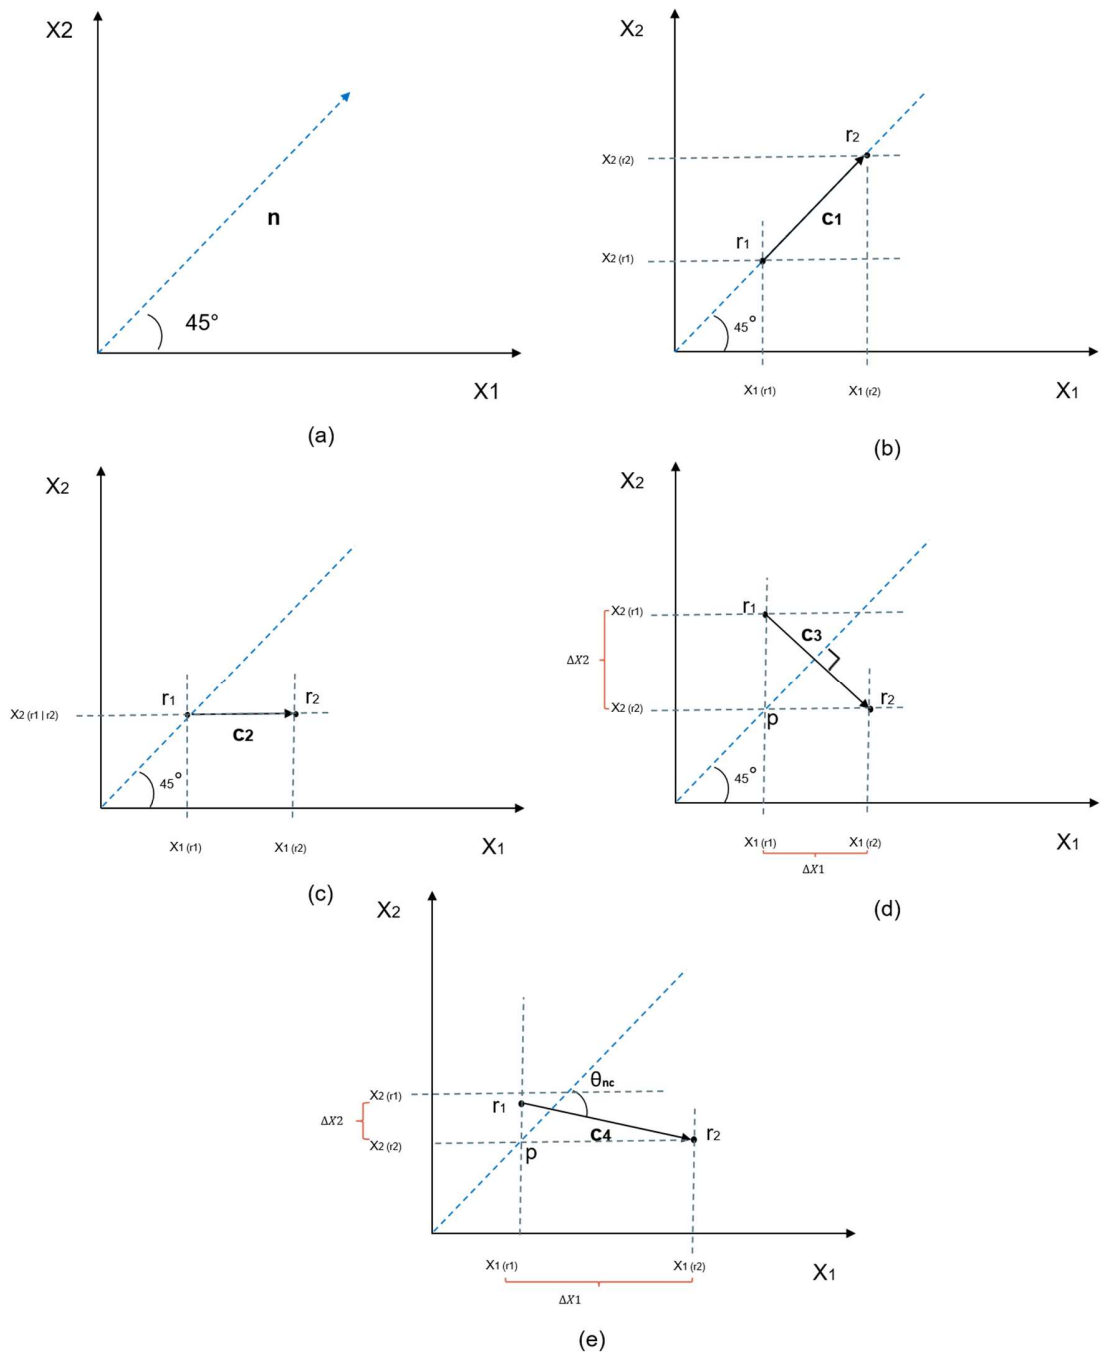 X2
n
45°
X1
(a)
X2
r2
X2 (r2)
c1
r1
X2 (r1)
45°
X1 (r1) X1 (r2) X1
(b)
X2
r1 r2
X2 (r1 | r2)
c2
45°
X1 (r1) X1 (r2) X1
(c)
X2
r1
X2 (r1)
c3
ΔX2
X2 (r2) r2
p
45°
X1 (r1) X1 (r2) X1
ΔX1
(d)
X2
θnc
X2 (r1)
r1
ΔX2
c4 r2
X2 (r2)
p
X1 (r1) X1 (r2) X1
ΔX1
(e)